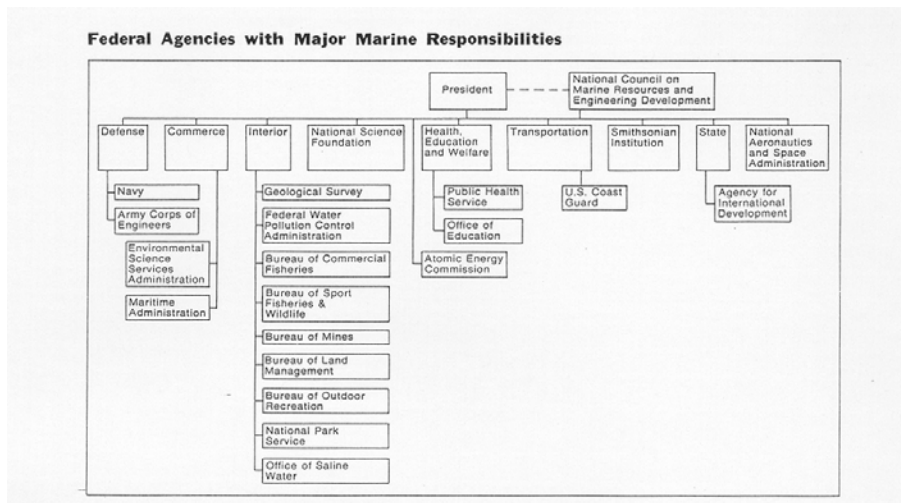 Federal Agencies with Major Marine Responsibilities
President
National Council on
Marine Resources and
Engineering Development
Defense
Commerce
Interior
National Science
Foundation
Health,
Education
and Welfare
Transportation
Smithsonian
Institution
State
National
Aeronautics
and Space
Administration
Navy
Army Corps of
Engineers
Environmental
Science
Services
Administration
Maritime
Administration
Geological Survey
Federal Water
Pollution Control
Administration
Bureau of Commercial
Fisheries
Bureau of Sport
Fisheries &
Wildlife
Bureau of Mines
Bureau of Land
Management
Bureau of Outdoor
Recreation
National Park
Service
Office of Saline
Water
Public Health
Service
Office of
Education
Atomic Energy
Commission
U.S. Coast
Guard
Agency for
International
Development